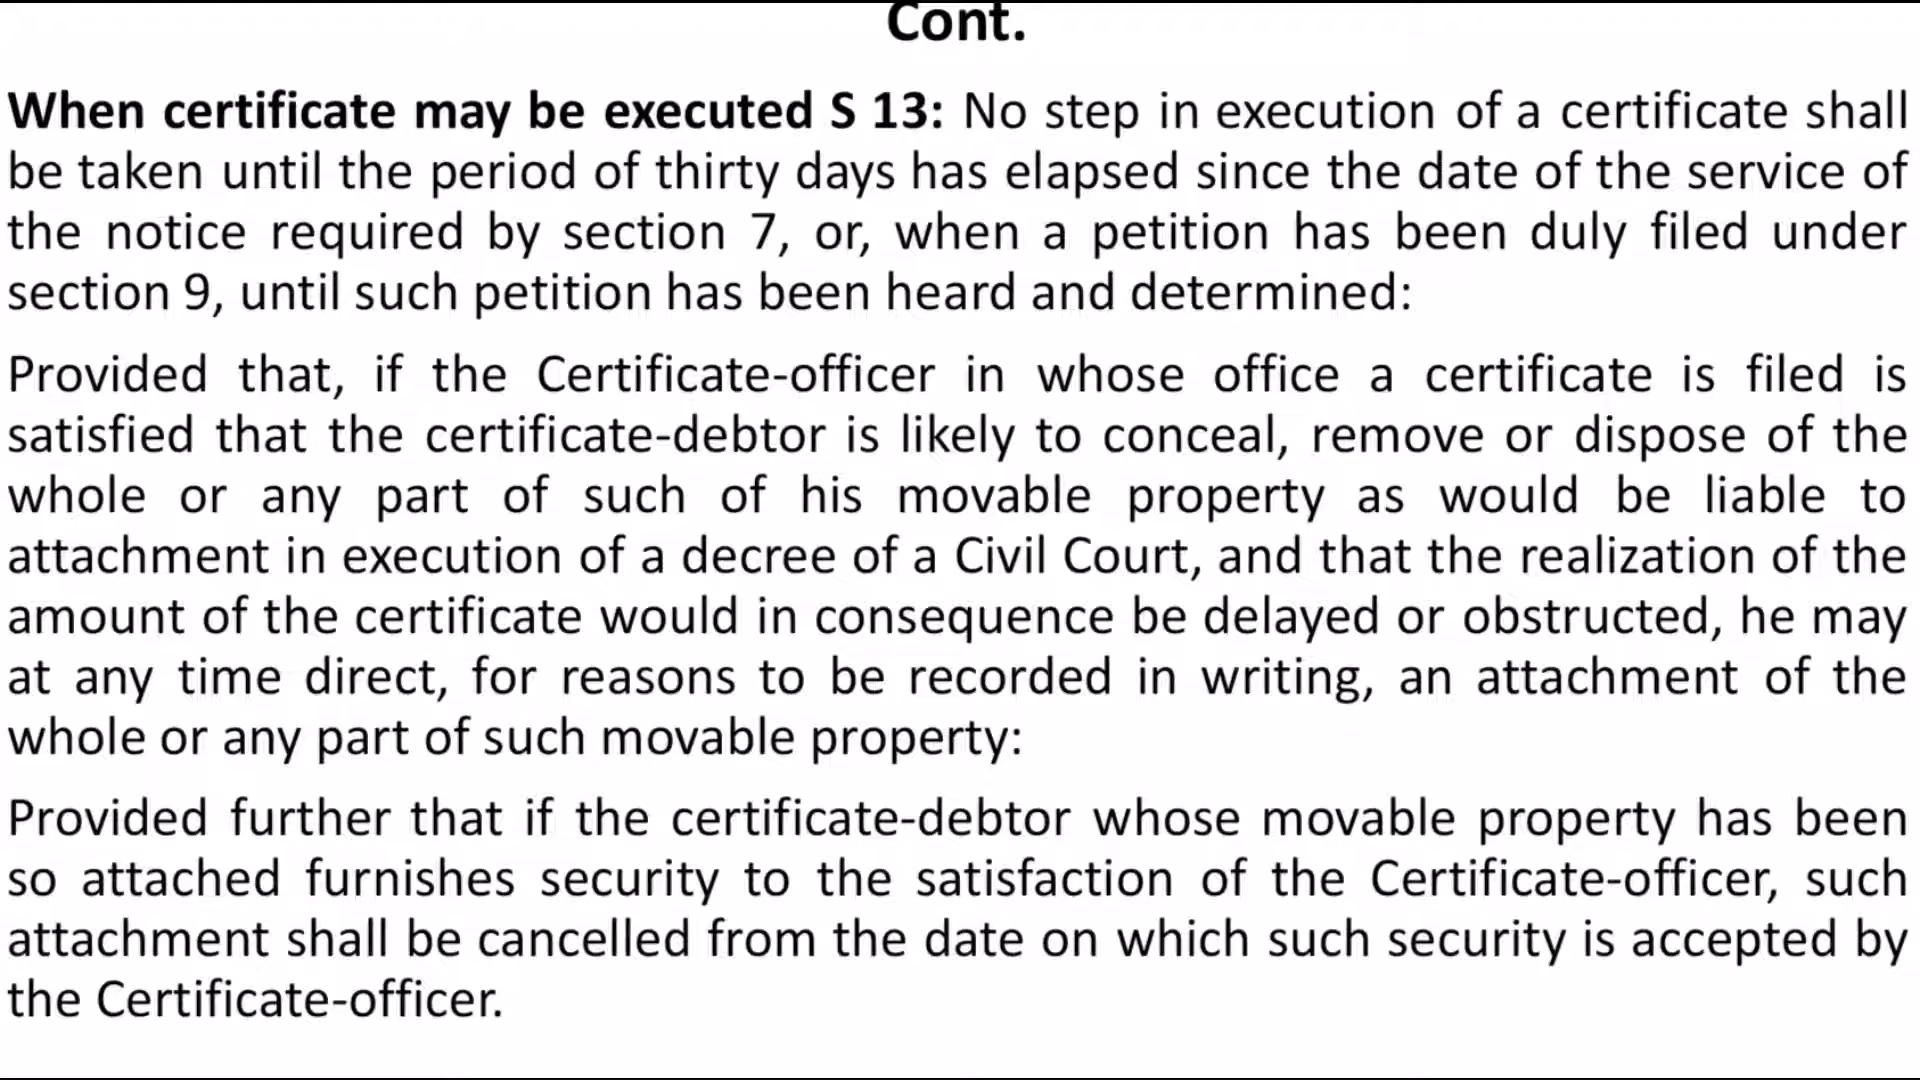 Cont.
When certificate may be executed S 13: No step in execution of a certificate shall
be taken until the period of thirty days has elapsed since the date of the service of
the notice required by section 7, or, when a petition has been duly filed under
section 9, until such petition has been heard and determined:
Provided that, if the Certificate-officer in whose office a certificate is filed is
satisfied that the certificate-debtor is likely to conceal, remove or dispose of the
whole or any part of such of his movable property as would be liable to
attachment in execution of a decree of a Civil Court, and that the realization of the
amount of the certificate would in consequence be delayed or obstructed, he may
at any time direct, for reasons to be recorded in writing, an attachment of the
whole or any part of such movable property:
Provided further that if the certificate-debtor whose movable property has been
so attached furnishes security to the satisfaction of the Certificate-officer, such
attachment shall be cancelled from the date on which such security is accepted by
the Certificate-officer.